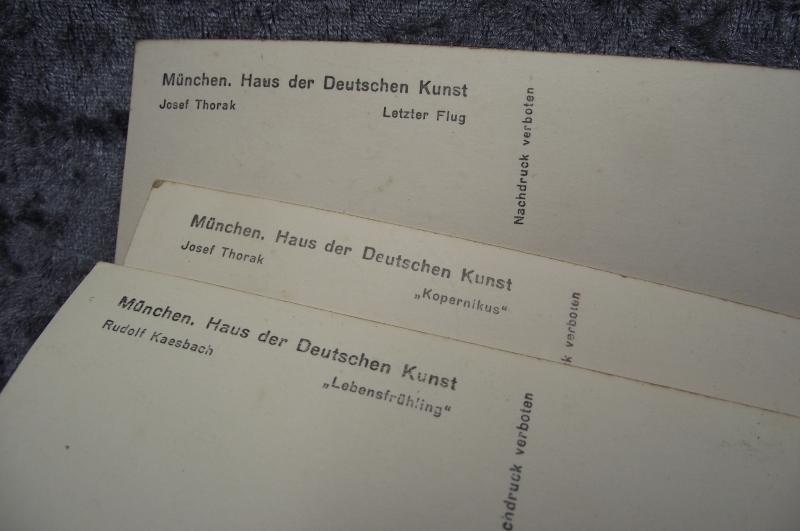 München. Haus der Deutschen Kunst
Josef Thorak
Letzter Flug
Nachdruck verboten
München. Haus der Deutschen Kunst
Josef Thorak
„Kopernikus“
k verboten
München. Haus der Deutschen Kunst
Rudolf Kaesbach
„Lebensfrühling“
chdruck verboten